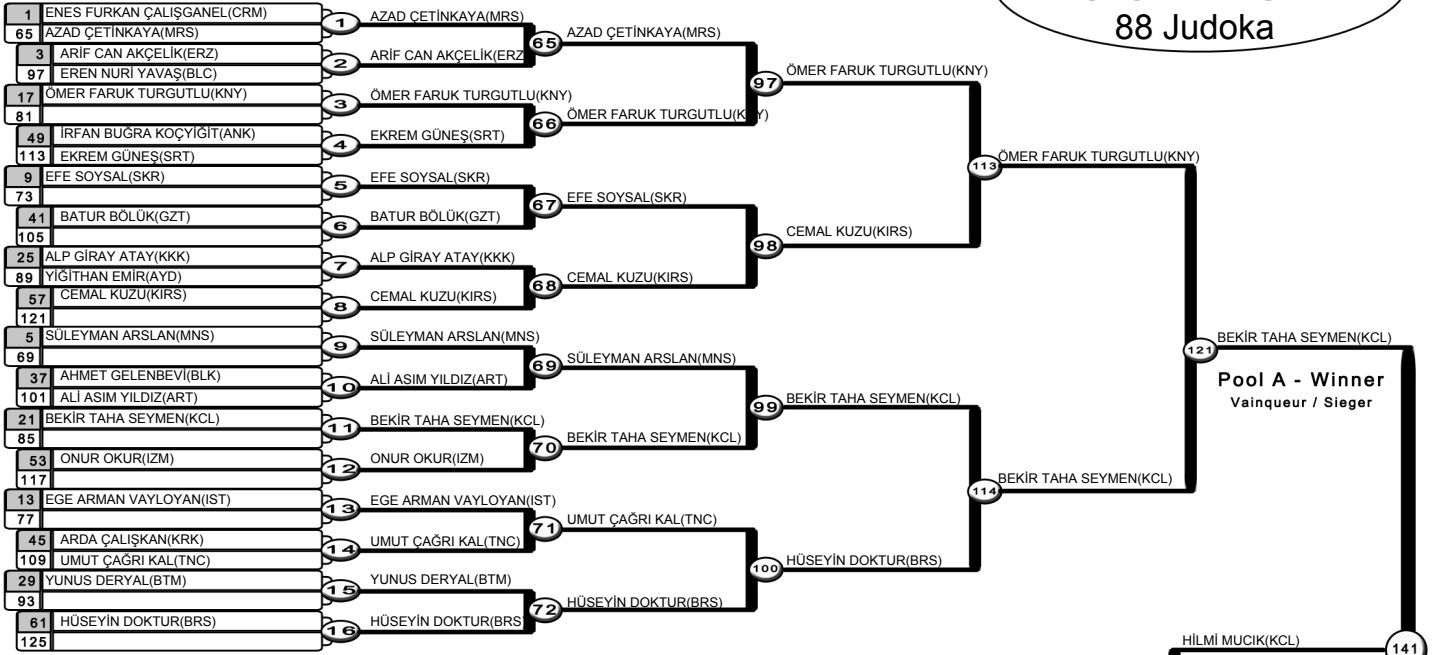 88 Judoka
1 ENES FURKAN ÇALIŞGANEL(CRM)
65 AZAD ÇETİNKAYA(MRS)
3 ARİF CAN AKÇELİK(ERZ)
97 EREN NURİ YAVAŞ(BLC)
17 ÖMER FARUK TURGUTLU(KNY)
81
49 İRFAN BUĞRA KOÇYİĞİT(ANK)
113 EKREM GÜNEŞ(SRT)
9 EFE SOYSAL(SKR)
73
41 BATUR BÖLÜK(GZT)
105
25 ALP GİRAY ATAY(KKK)
89 YİĞİTHAN EMİR(AYD)
57 CEMAL KUZU(KIRS)
121
5 SÜLEYMAN ARSLAN(MNS)
69
37 AHMET GELENBEVİ(BLK)
101 ALİ ASIM YILDIZ(ART)
21 BEKİR TAHA SEYMEN(KCL)
85
53 ONUR OKUR(IZM)
117
13 EGE ARMAN VAYLOYAN(IST)
77
45 ARDA ÇALIŞKAN(KRK)
109 UMUT ÇAĞRI KAL(TNC)
29 YUNUS DERYAL(BTM)
93
61 HÜSEYİN DOKTUR(BRS)
125
1 AZAD ÇETİNKAYA(MRS)
2 ARİF CAN AKÇELİK(ERZ
3 ÖMER FARUK TURGUTLU(KNY)
4 EKREM GÜNEŞ(SRT)
5 EFE SOYSAL(SKR)
6 BATUR BÖLÜK(GZT)
7 ALP GİRAY ATAY(KKK)
8 CEMAL KUZU(KIRS)
9 SÜLEYMAN ARSLAN(MNS)
10 ALİ ASIM YILDIZ(ART)
11 BEKİR TAHA SEYMEN(KCL)
12 ONUR OKUR(IZM)
13 EGE ARMAN VAYLOYAN(IST)
14 UMUT ÇAĞRI KAL(TNC)
15 YUNUS DERYAL(BTM)
16 HÜSEYİN DOKTUR(BRS
65 AZAD ÇETİNKAYA(MRS)
66 ÖMER FARUK TURGUTLU(KNY)
67 EFE SOYSAL(SKR)
68 CEMAL KUZU(KIRS)
69 SÜLEYMAN ARSLAN(MNS)
70 BEKİR TAHA SEYMEN(KCL)
71 UMUT ÇAĞRI KAL(TNC)
72 HÜSEYİN DOKTUR(BRS)
97 ÖMER FARUK TURGUTLU(KNY)
98 CEMAL KUZU(KIRS)
99 BEKİR TAHA SEYMEN(KCL)
100 HÜSEYİN DOKTUR(BRS)
113 ÖMER FARUK TURGUTLU(KNY)
114 BEKİR TAHA SEYMEN(KCL)
121 BEKİR TAHA SEYMEN(KCL)
Pool A - Winner
Vainqueur / Sieger
HİLMİ MUCIK(KCL)
141